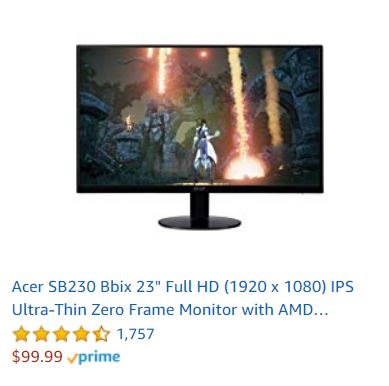 acer
Acer SB230 Bbix 23" Full HD (1920 x 1080) IPS
Ultra-Thin Zero Frame Monitor with AMD...
1,757
$99.99 prime